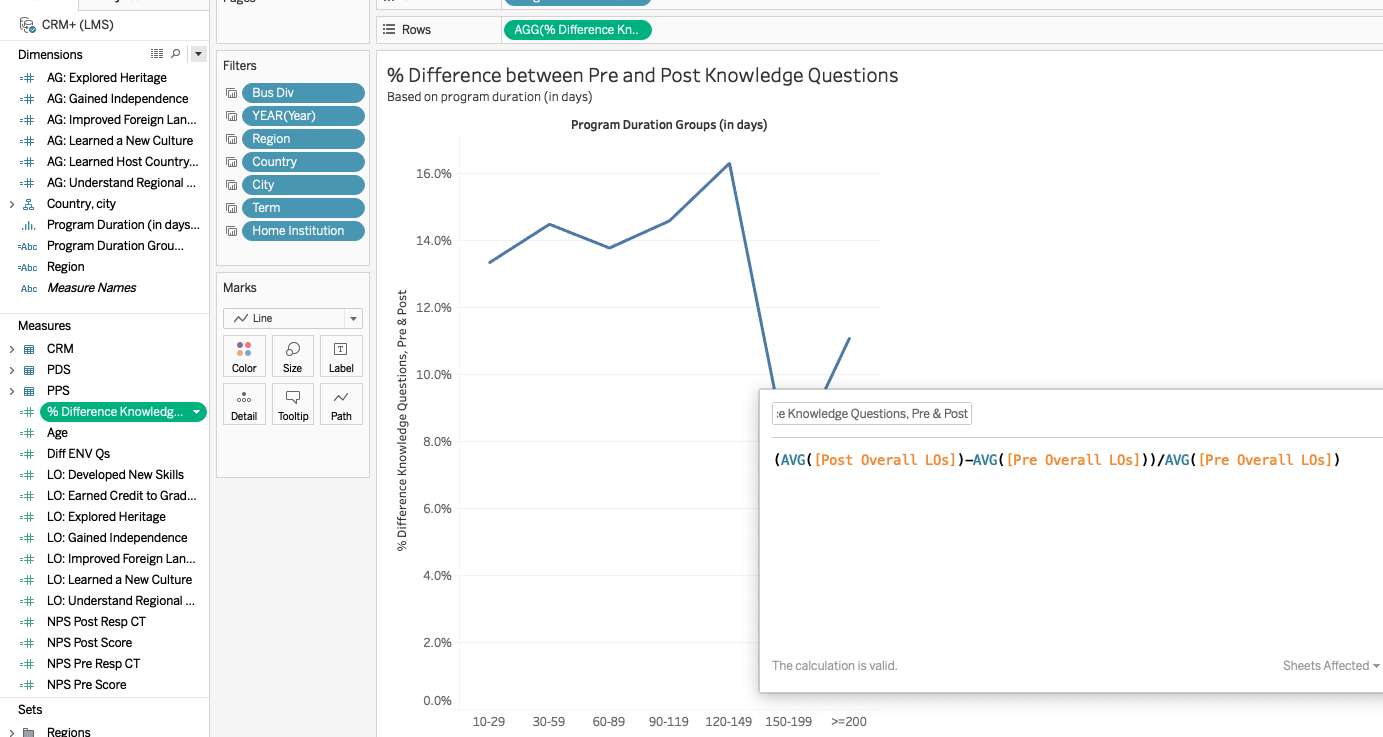 CRM+ (LMS)
Dimensions
AG: Explored Heritage
AG: Gained Independence
AG: Improved Foreign Lan...
AG: Learned a New Culture
AG: Learned Host Country...
AG: Understand Regional ...
Country, city
Program Duration (in days...
=Abc Program Duration Grou...
=Abc Region
Abc Measure Names
Measures
CRM
PDS
PPS
% Difference Knowledg...
Age
Diff ENV Qs
LO: Developed New Skills
LO: Earned Credit to Grad...
LO: Explored Heritage
LO: Gained Independence
LO: Improved Foreign Lan...
LO: Learned a New Culture
LO: Understand Regional ...
NPS Post Resp CT
NPS Post Score
NPS Pre Resp CT
NPS Pre Score
Sets
Regions
Pages
Filters
Bus Div
YEAR(Year)
Region
Country
City
Term
Home Institution
Marks
Line
Color
Size
T
Label
Detail
Tooltip
Path
Rows
AGG(% Difference Kn..
% Difference between Pre and Post Knowledge Questions
Based on program duration (in days)
Program Duration Groups (in days)
% Difference Knowledge Questions, Pre & Post
16.0%
14.0%
12.0%
10.0%
8.0%
6.0%
4.0%
2.0%
0.0%
10-29 30-59 60-89 90-119 120-149 150-199 >=200
e Knowledge Questions, Pre & Post
(AVG([Post Overall LOs])-AVG([Pre Overall LOs]))/AVG([Pre Overall LOs])
The calculation is valid.
Sheets Affected